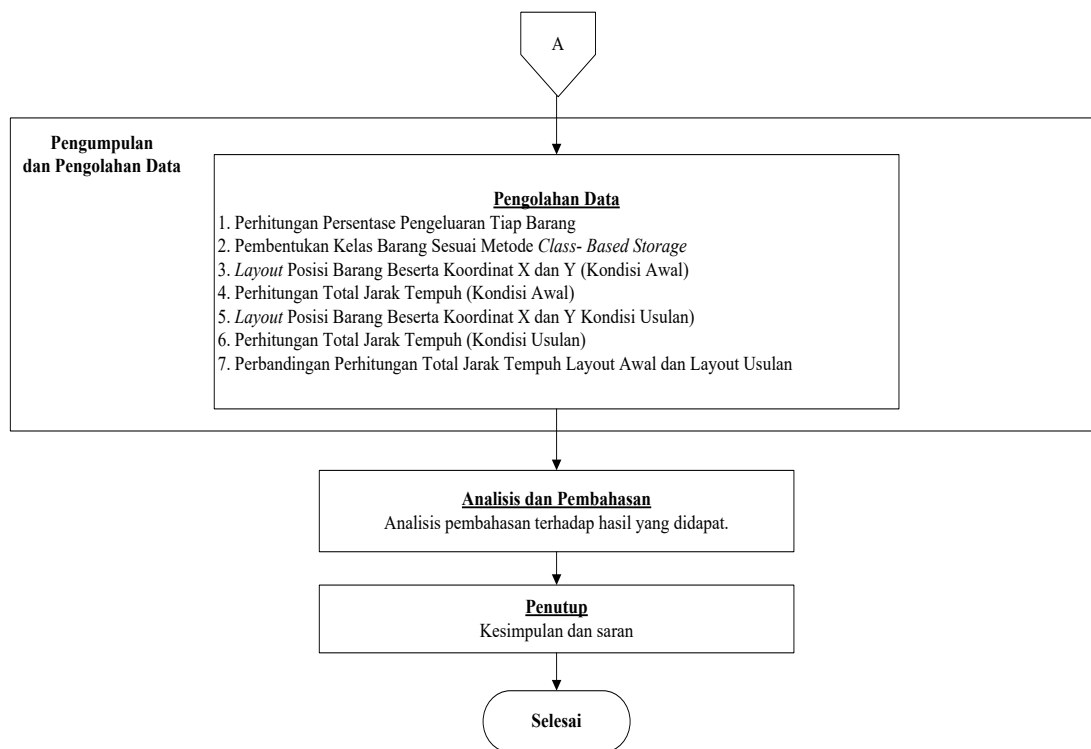 A
Pengumpulan
dan Pengolahan Data
Pengolahan Data
1. Perhitungan Persentase Pengeluaran Tiap Barang
2. Pembentukan Kelas Barang Sesuai Metode Class- Based Storage
3. Layout Posisi Barang Beserta Koordinat X dan Y (Kondisi Awal)
4. Perhitungan Total Jarak Tempuh (Kondisi Awal)
5. Layout Posisi Barang Beserta Koordinat X dan Y Kondisi Usulan)
6. Perhitungan Total Jarak Tempuh (Kondisi Usulan)
7. Perbandingan Perhitungan Total Jarak Tempuh Layout Awal dan Layout Usulan
Analisis dan Pembahasan
Analisis pembahasan terhadap hasil yang didapat.
Penutup
Kesimpulan dan saran
Selesai